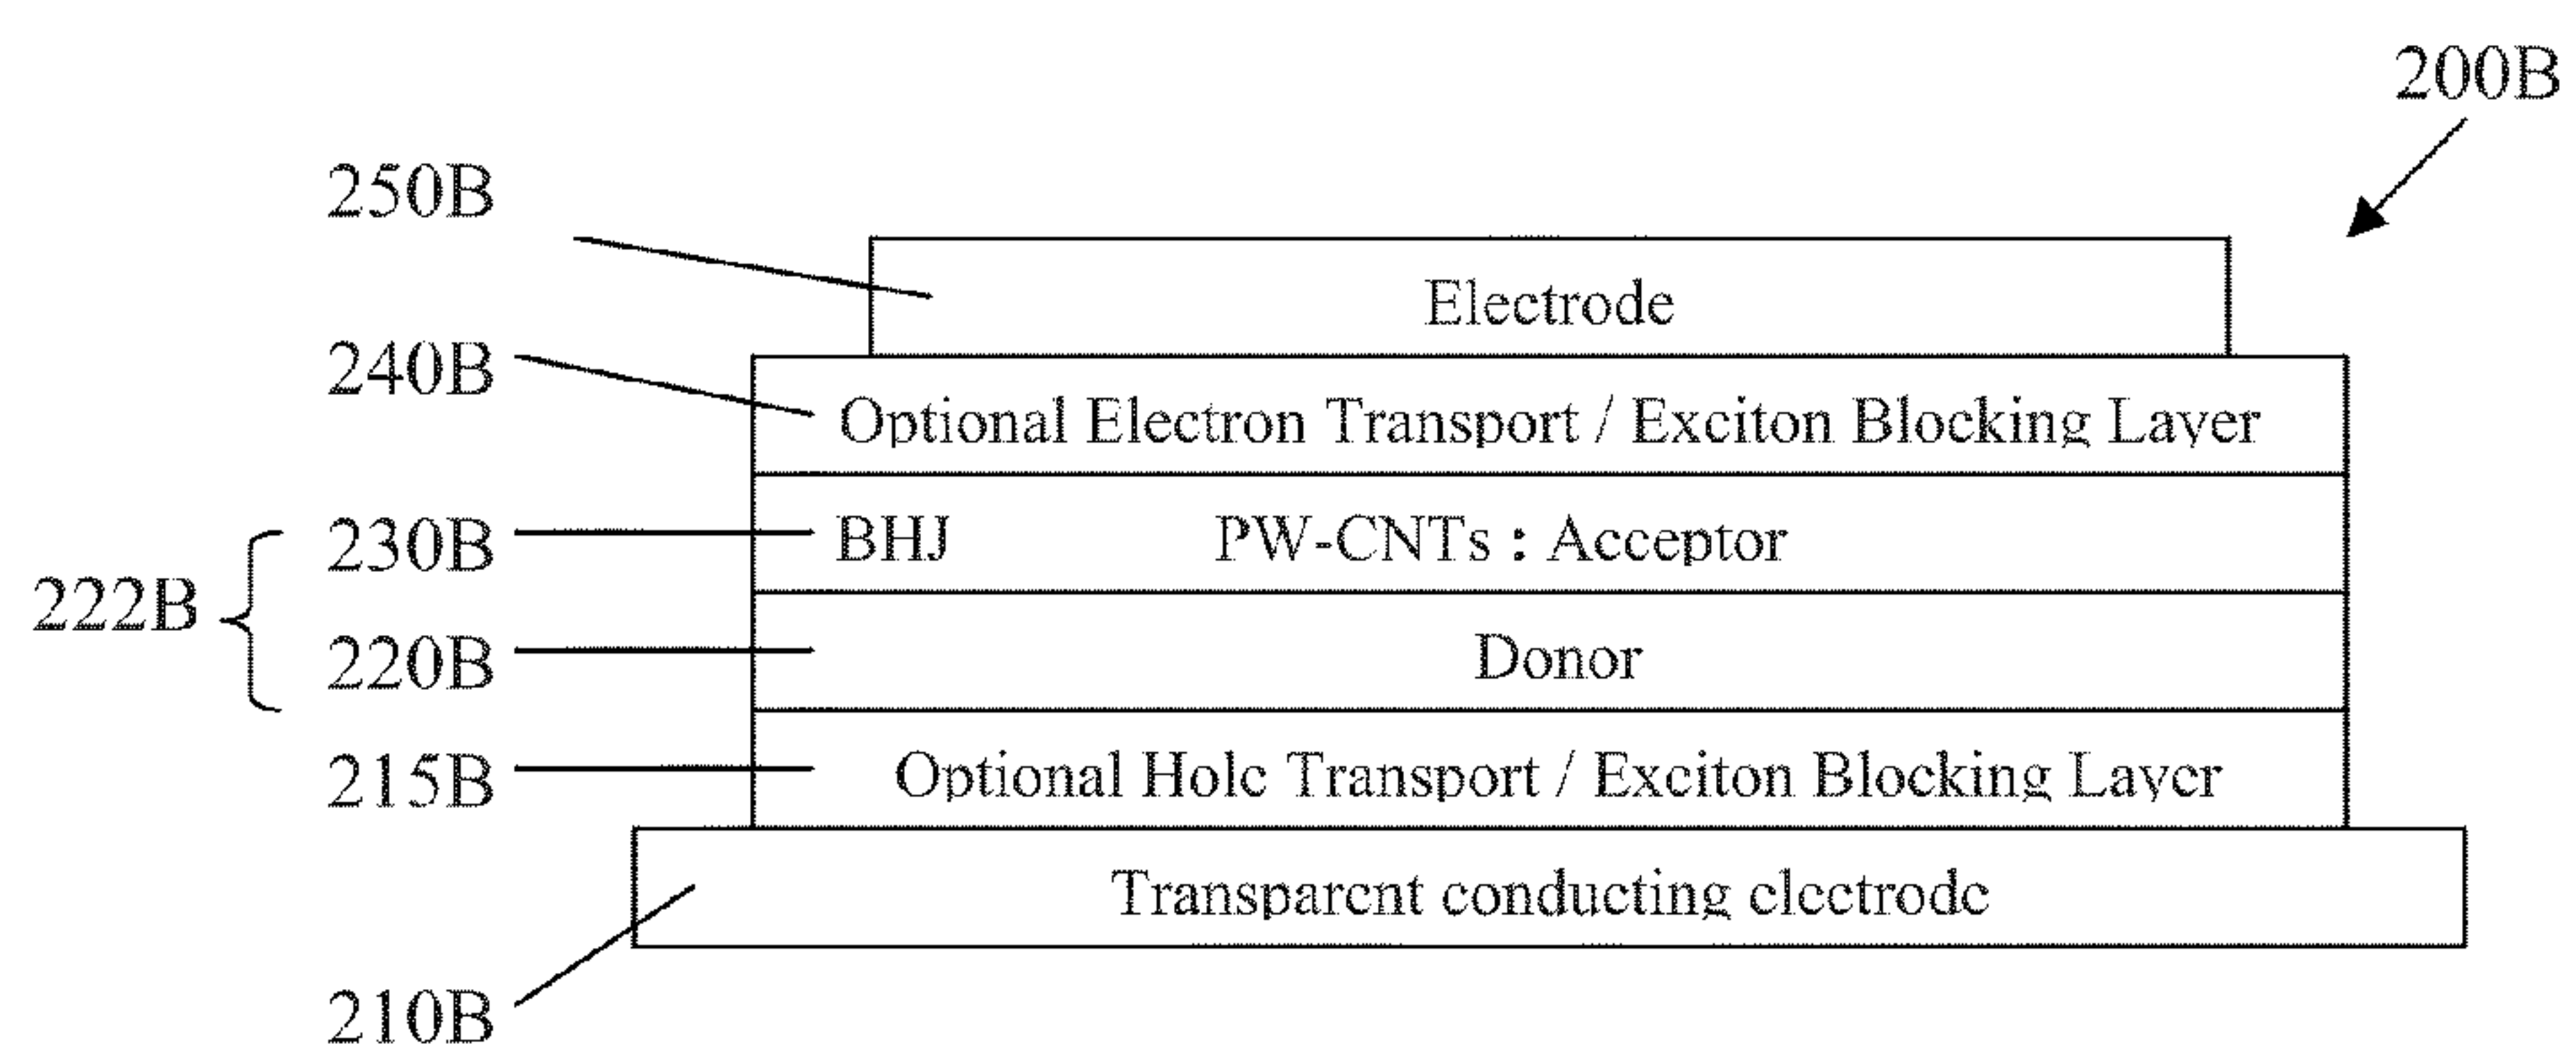 200B
250B
Electrode
240B
Optional Electron Transport / Exciton Blocking Layer
230B BHJ PW-CNTs : Acceptor
222B
220B Donor
215B Optional Hole Transport / Exciton Blocking Layer
Transparent conducting electrode
210B